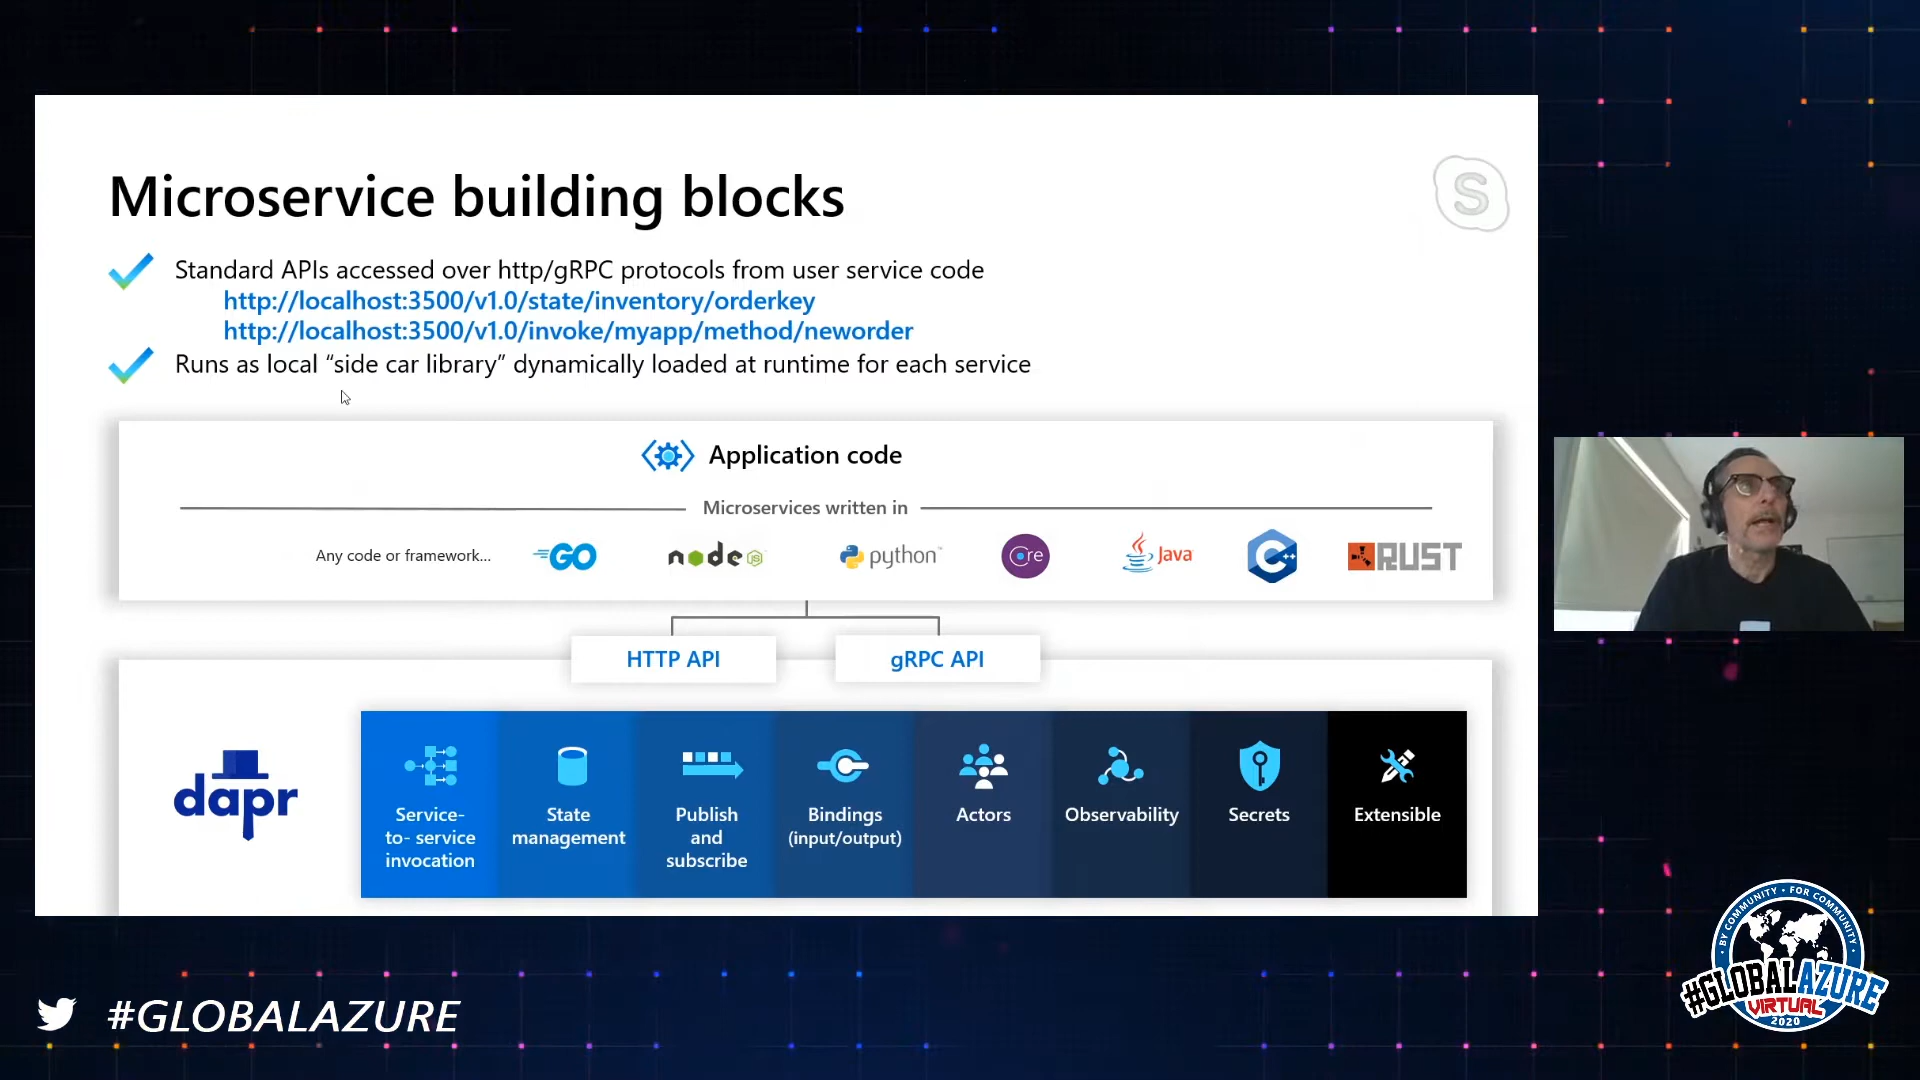 Microservice building blocks
S
Standard APIs accessed over http/gRPC protocols from user service code
http://localhost:3500/v1.0/state/inventory/orderkey
http://localhost:3500/v1.0/invoke/myapp/method/neworder
Runs as local “side car library” dynamically loaded at runtime for each service
Application code
Microservices written in
Any code or framework...
GO
node JS
python™
Core
Java
C++
RUST
HTTP API
gRPC API
dapr
Service-
to- service
invocation
State
management
Publish
and
subscribe
Bindings
(input/output)
Actors
Observability
Secrets
Extensible
#GLOBALAZURE
BY COMMUNITY • FOR COMMUNITY
#GLOBALAZURE
VIRTUAL
2020